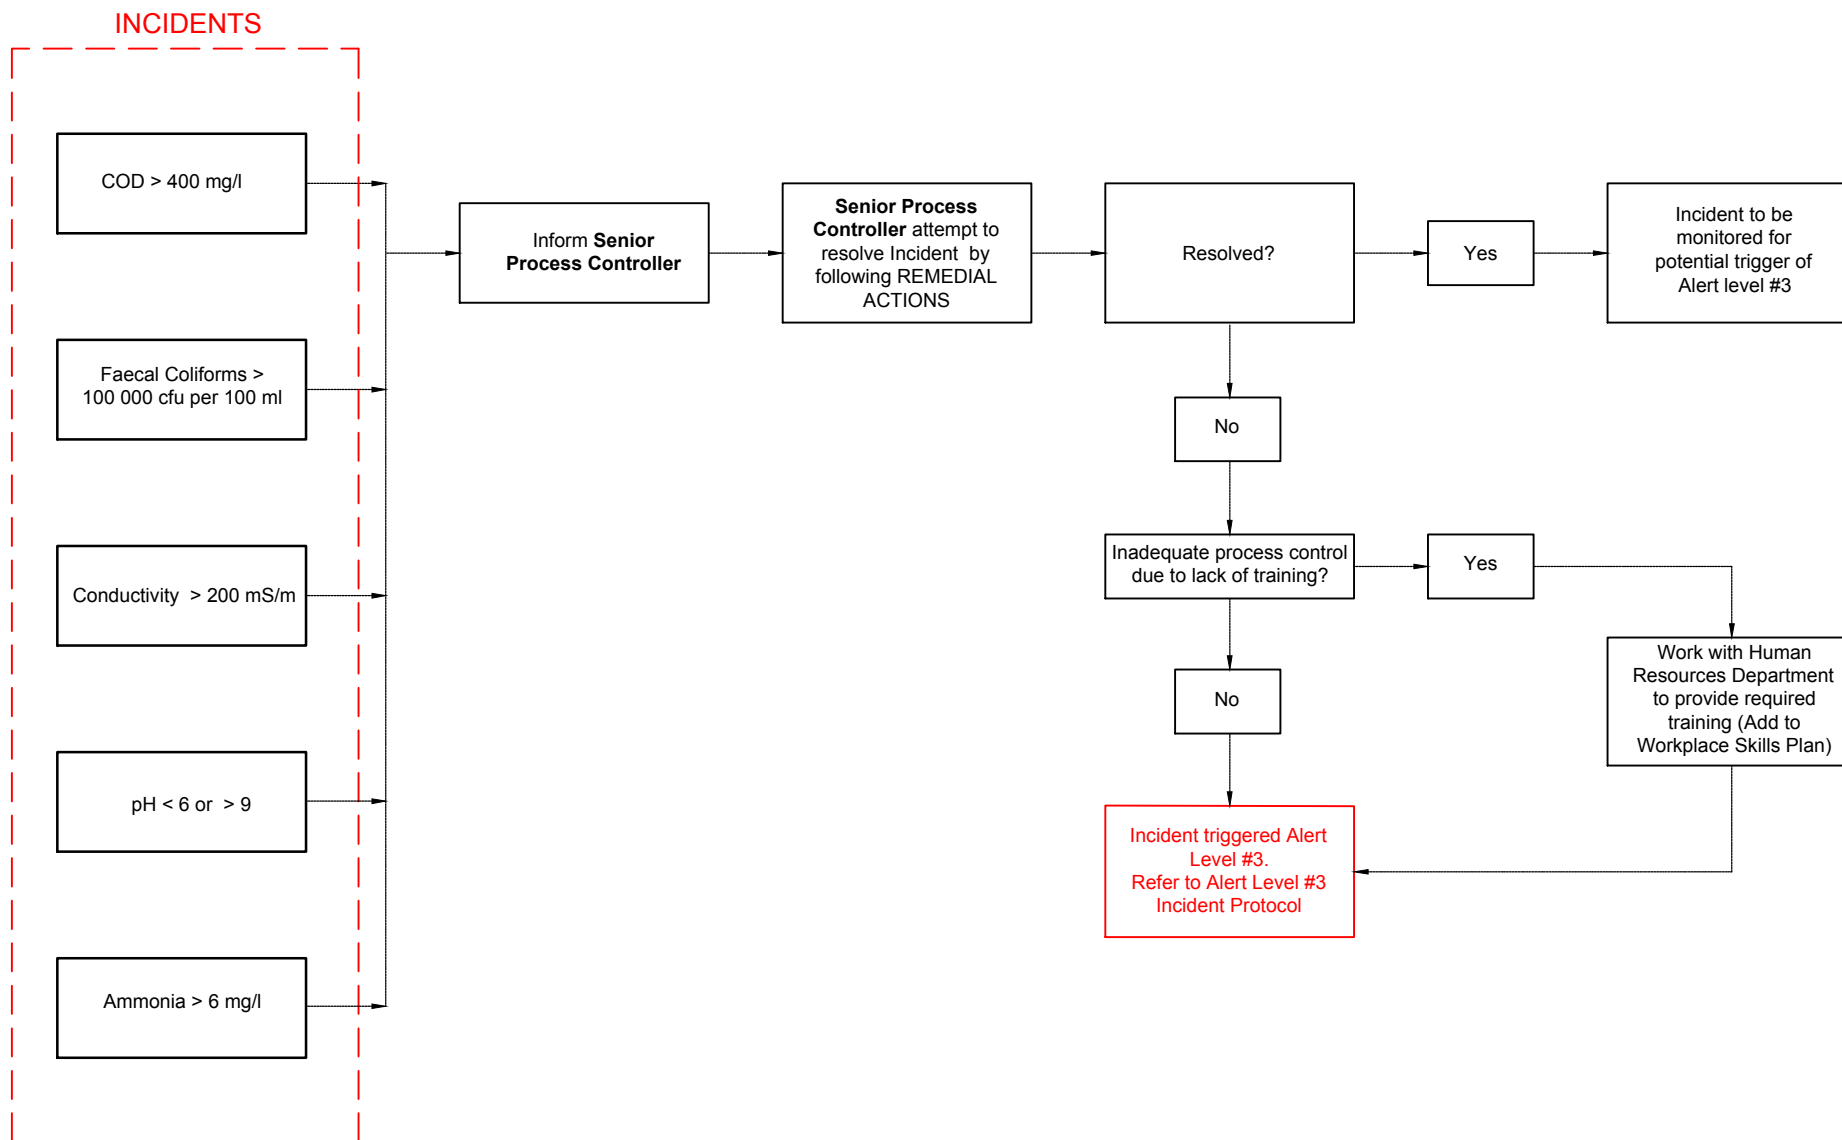 INCIDENTS
COD > 400 mg/l
Faecal Coliforms >
100 000 cfu per 100 ml
Conductivity > 200 mS/m
pH < 6 or > 9
Ammonia > 6 mg/l
Inform Senior
Process Controller
Senior Process
Controller attempt to
resolve Incident by
following REMEDIAL
ACTIONS
Resolved?
Yes
Incident to be
monitored for
potential trigger of
Alert level #3
No
Inadequate process control
due to lack of training?
Yes
Work with Human
Resources Department
to provide required
training (Add to
Workplace Skills Plan)
No
Incident triggered Alert
Level #3.
Refer to Alert Level #3
Incident Protocol